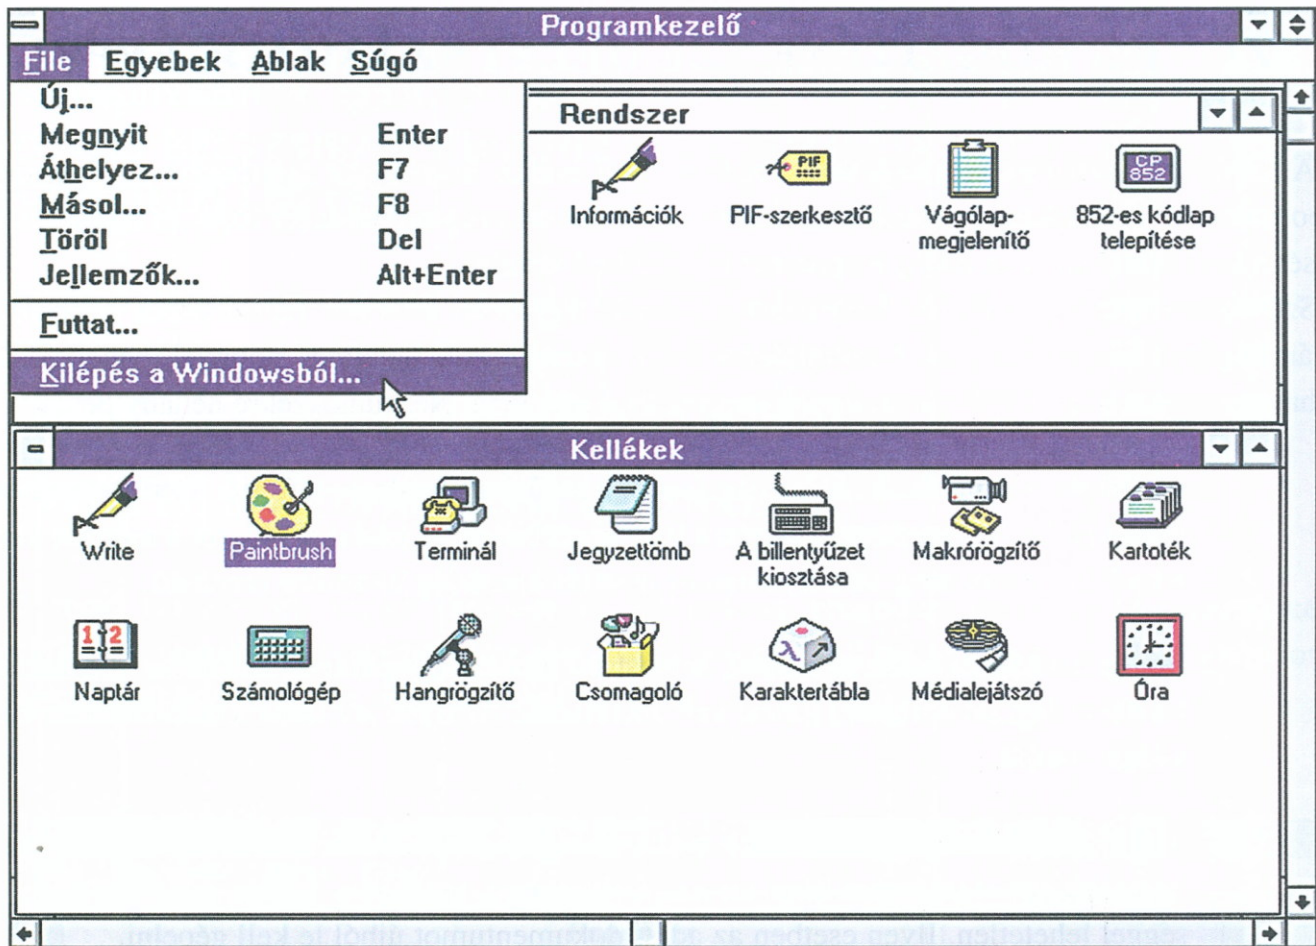 Programkezelő
File Egyebek Ablak Súgó
Új...
Megnyit Enter
Áthelyez... F7
Másol... F8
Töröl Del
Jellemzők... Alt+Enter
Futtat...
Kilépés a Windowsból...
Rendszer
Információk
PIF
PIF-szerkesztő
Vágólap-
megjelenítő
CP
852
852-es kódlap
telepítése
Kellékek
Write
Paintbrush
Terminál
Jegyzettömb
A billentyűzet
kiosztása
Makrórögzítő
Kartoték
1 2
Naptár
Számológép
Hangrögzítő
Csomagoló
λ
Karaktertábla
Médialejátszó
Óra